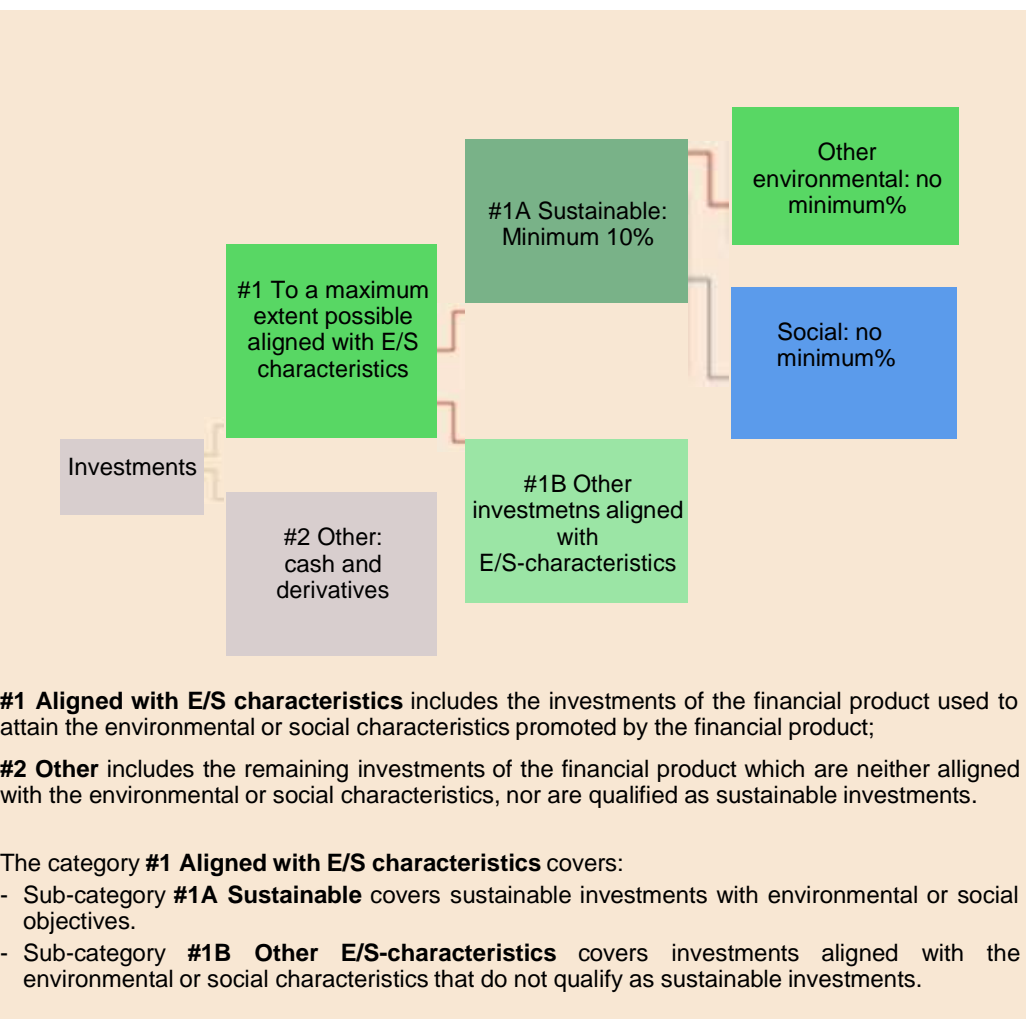 Other
environmental: no
minimum%
#1A Sustainable:
Minimum 10%
#1 To a maximum
extent possible
aligned with E/S
characteristics
Social: no
minimum%
Investments
#1B Other
investmetns aligned
with
E/S-characteristics
#2 Other:
cash and
derivatives
#1 Aligned with E/S characteristics includes the investments of the financial product used to
attain the environmental or social characteristics promoted by the financial product;
#2 Other includes the remaining investments of the financial product which are neither alligned
with the environmental or social characteristics, nor are qualified as sustainable investments.
The category #1 Aligned with E/S characteristics covers:
- Sub-category #1A Sustainable covers sustainable investments with environmental or social
objectives.
- Sub-category #1B Other E/S-characteristics covers investments aligned with the
environmental or social characteristics that do not qualify as sustainable investments.